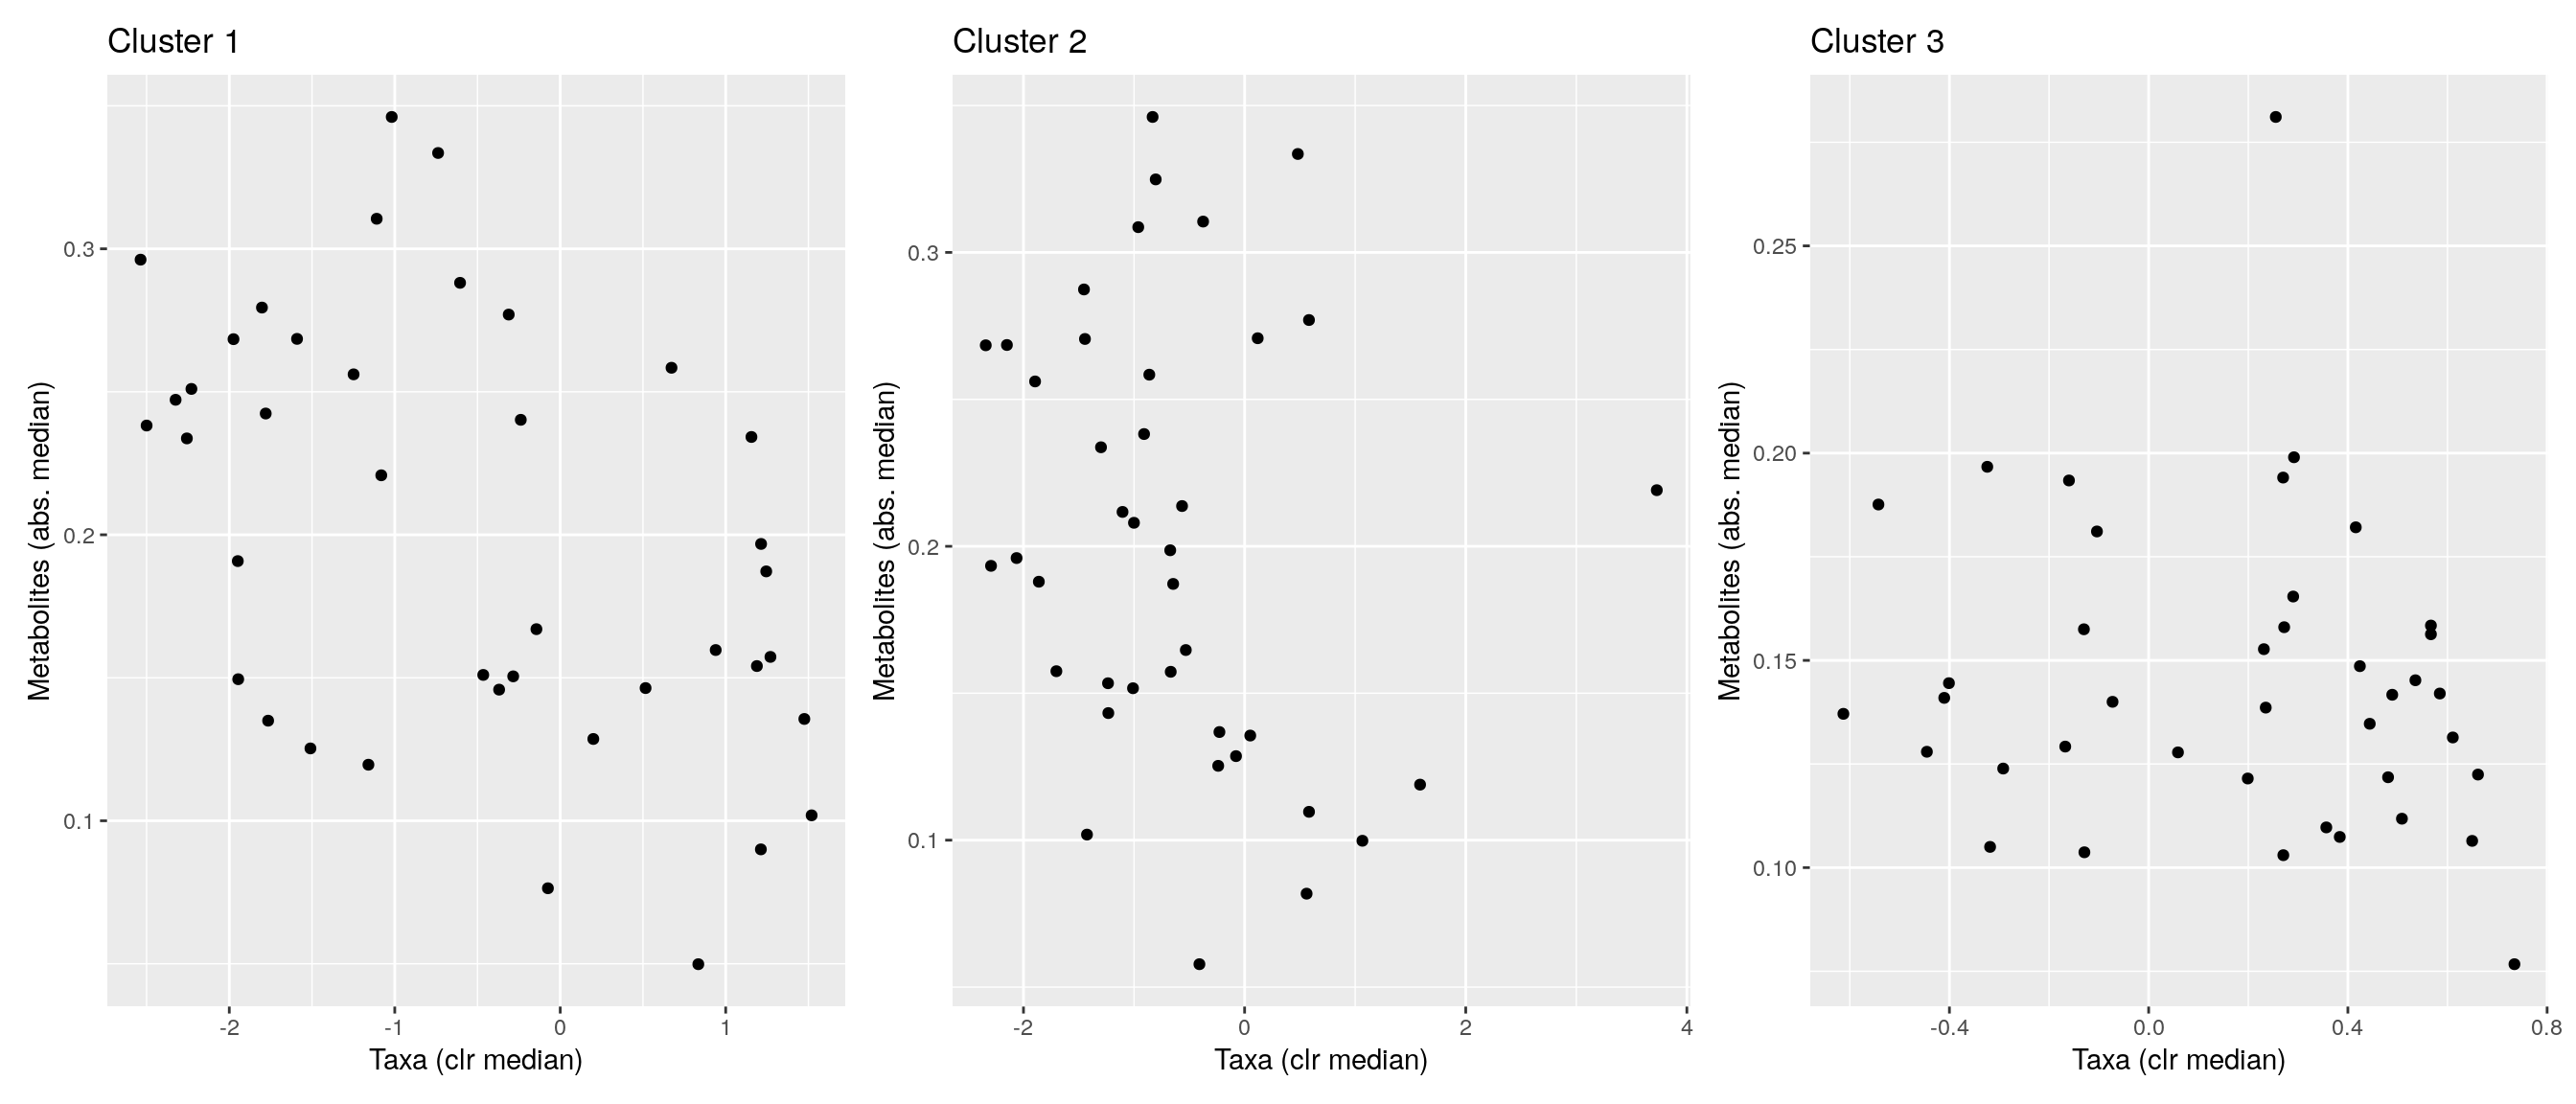 Cluster 1
Metabolites (abs. median)
0.3
0.2
0.1
-2 -1 0 1
Taxa (clr median)
Cluster 2
Metabolites (abs. median)
0.3
0.2
0.1
-2 0 2 4
Taxa (clr median)
Cluster 3
Metabolites (abs. median)
0.25
0.20
0.15
0.10
-0.4 0.0 0.4 0.8
Taxa (clr median)